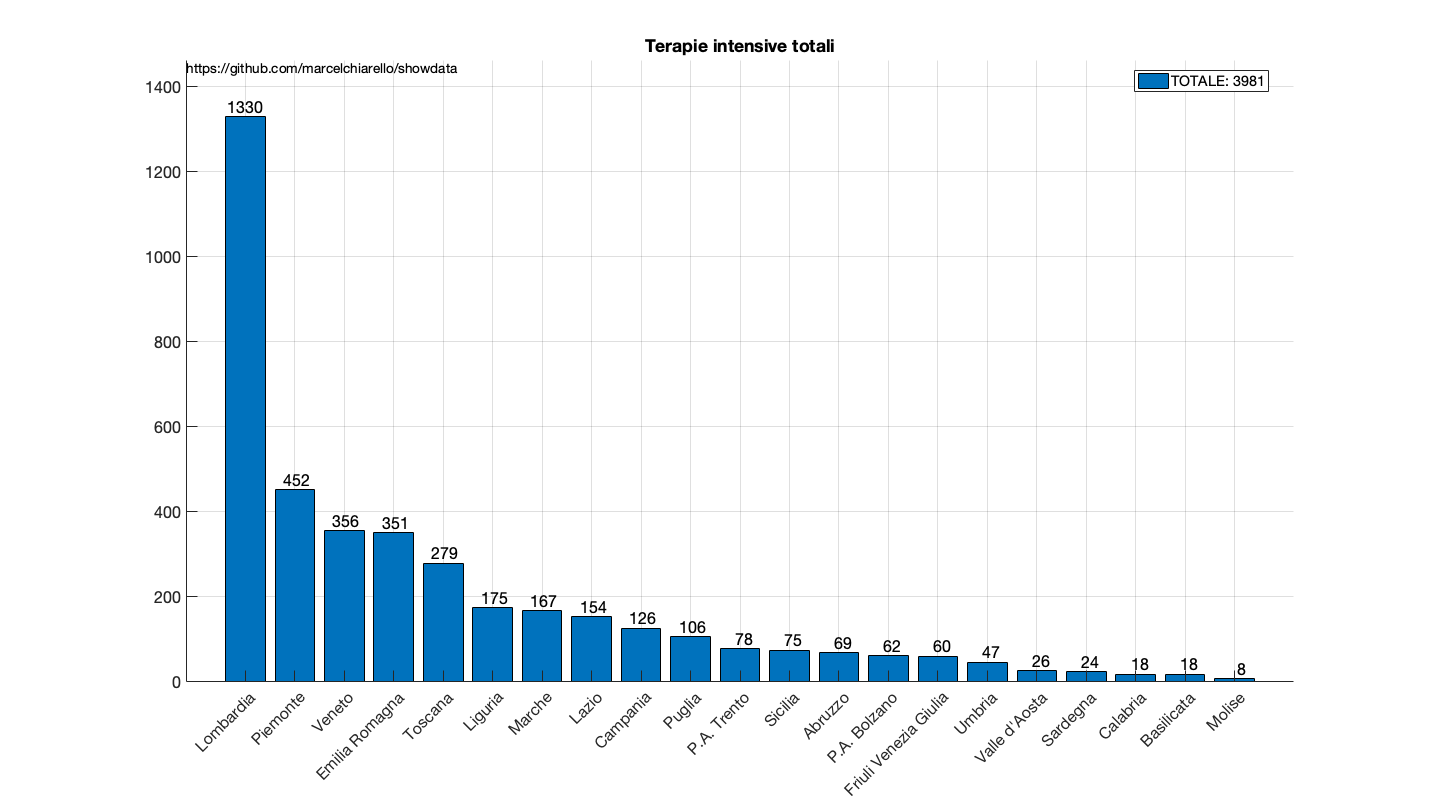 Terapie intensive totali
https://github.com/marcelchiarello/showdata
TOTALE: 3981
1400
1200
1000
800
600
400
200
0
1330
452
356
351
279
175
167
154
126
106
78
75
69
62
60
47
26
24
18
18
8
Lombardia
Piemonte
Veneto
Emilia Romagna
Toscana
Liguria
Marche
Lazio
Campania
Puglia
P.A. Trento
Sicilia
Abruzzo
P.A. Bolzano
Friuli Venezia Giulia
Umbria
Valle d'Aosta
Sardegna
Calabria
Basilicata
Molise